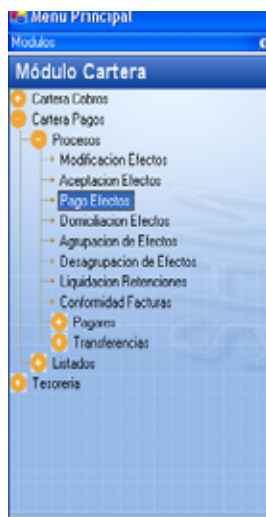 Menu Principal
Modulos
Módulo Cartera
Cartera Cobros
Cartera Pagos
Procesos
Modificacion Efectos
Aceptacion Efectos
Pago Efectos
Domiciliacion Efectos
Agrupacion de Efectos
Desagrupacion de Efectos
Liquidacion Retenciones
Conformidad Facturas
Pagares
Transferencias
Listados
Tesoreria